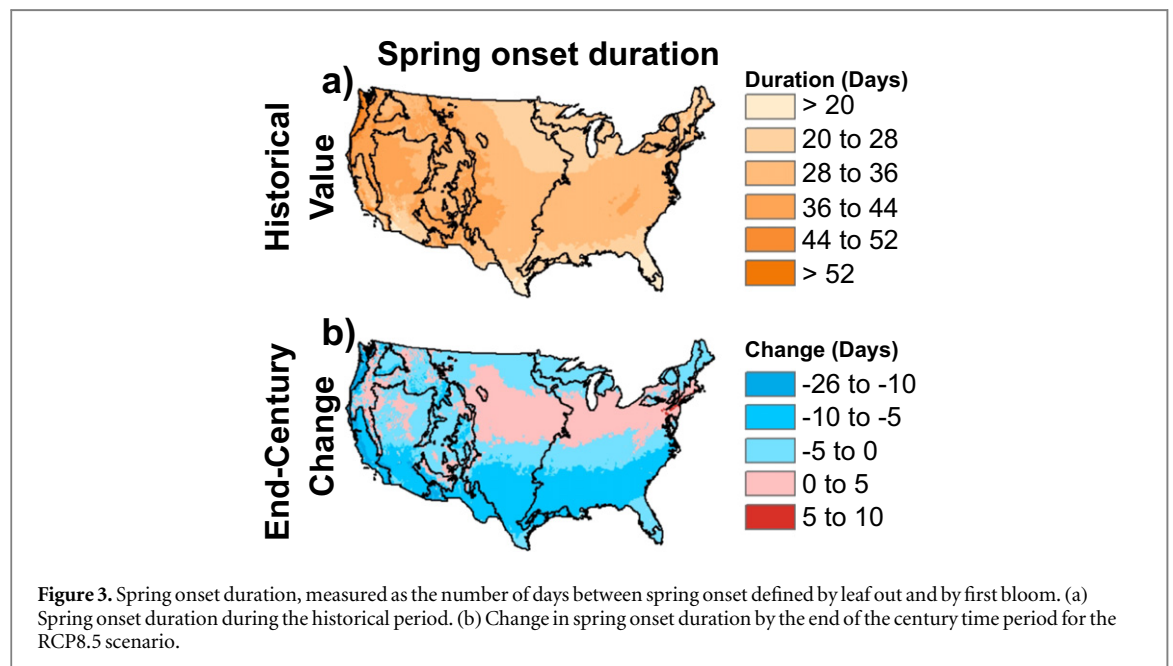 Spring onset duration
a)
Historical
Value
Duration (Days)
> 20
20 to 28
28 to 36
36 to 44
44 to 52
> 52
b)
End-Century
Change
Change (Days)
-26 to -10
-10 to -5
-5 to 0
0 to 5
5 to 10
Figure 3. Spring onset duration, measured as the number of days between spring onset defined by leaf out and by first bloom. (a)
Spring onset duration during the historical period. (b) Change in spring onset duration by the end of the century time period for the
RCP8.5 scenario.